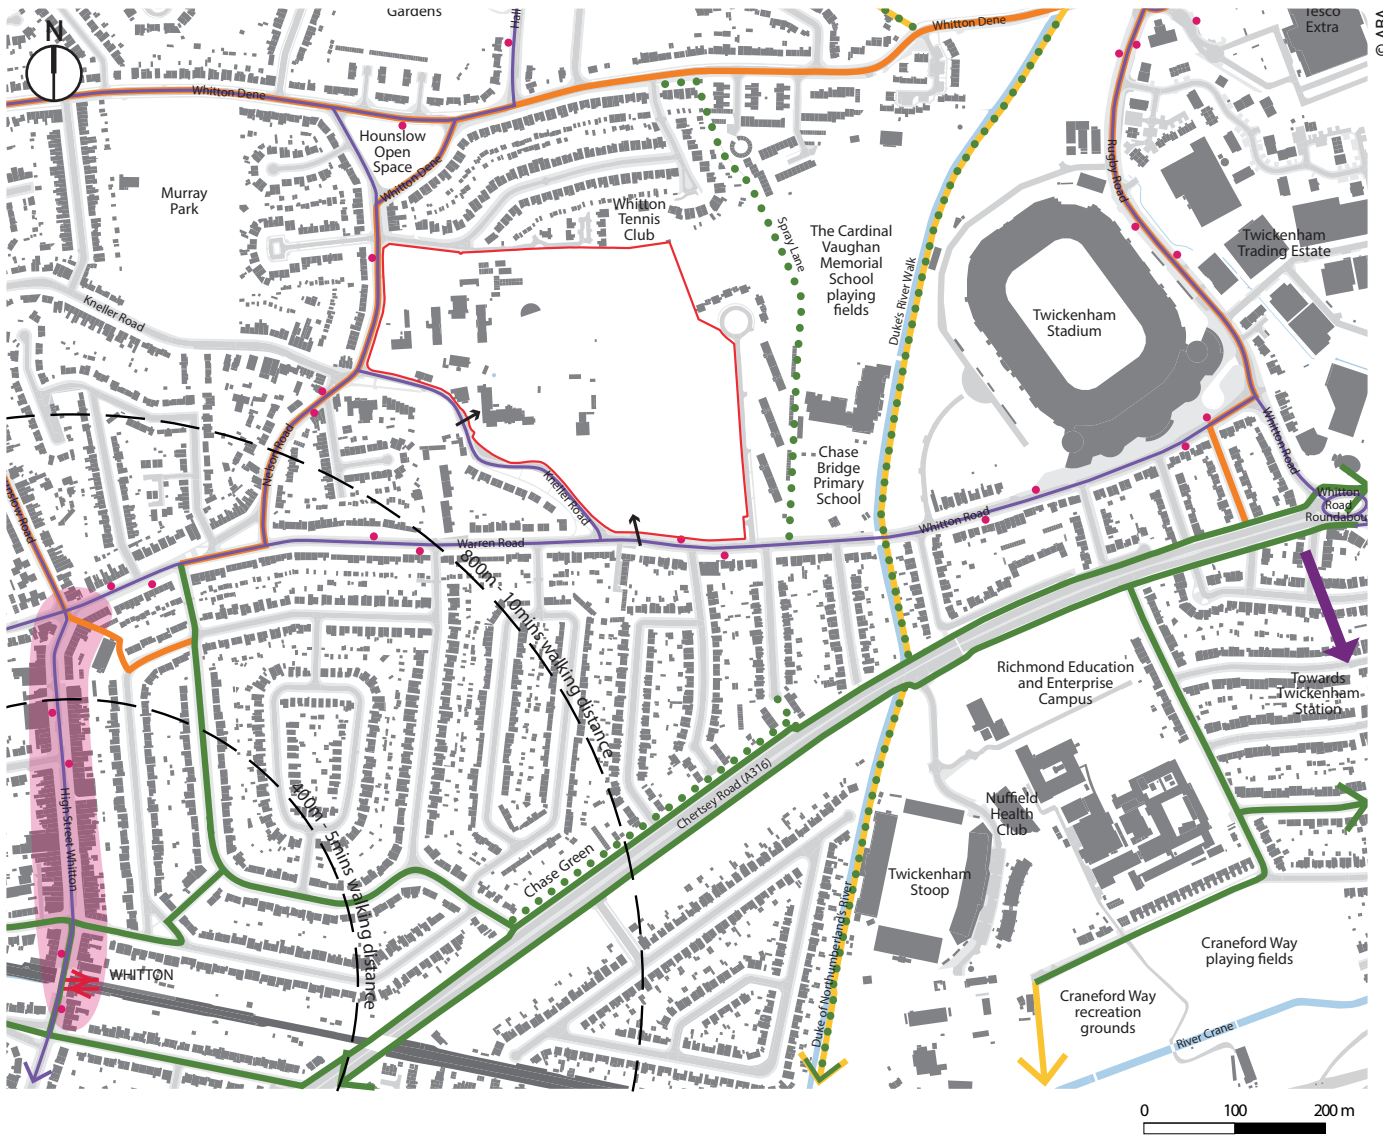 Gardens
Hall
Whitton Dene
Tesco
Extra
© ABA
N
Whitton Dene
Hounslow
Open
Space
Whitton Dene
Murray
Park
Whitton
Tennis
Club
Spray Lane
The Cardinal
Vaughan
Memorial
School
playing
fields
Duke's River Walk
Rugby Road
Twickenham
Trading Estate
Twickenham
Stadium
Kneller Road
Nelson Road
Kneller Road
Chase
Bridge
Primary
School
Whitton Road
Whitton
Road
Roundabou
nslow Road
Warren Road
Whitton Road
800m - 10mins walking distance
Richmond Education
and Enterprise
Campus
Towards
Twickenham
Station
High Street Whitton
400m - 5mins walking distance
Chertsey Road (A316)
Chase Green
Nuffield
Health
Club
Twickenham
Stoop
Duke of Northumberland's River
WHITTON
Craneford Way
playing fields
Craneford Way
recreation
grounds
River Crane
0 100 200 m